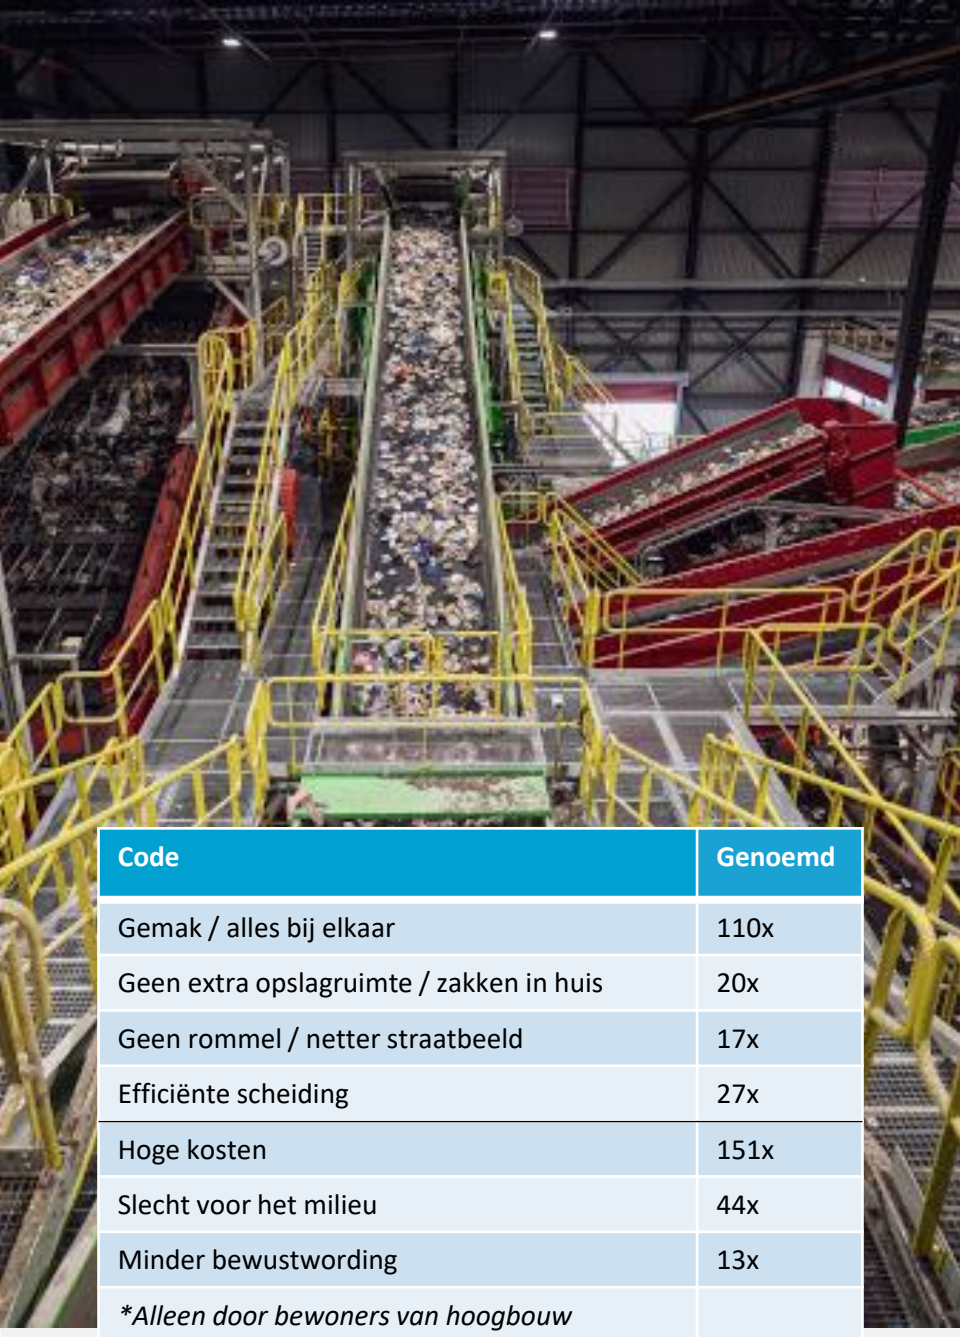 Code Genoemd
Gemak / alles bij elkaar 110x
Geen extra opslagruimte / zakken in huis 20x
Geen rommel / netter straatbeeld 17x
Efficiënte scheiding 27x
Hoge kosten 151x
Slecht voor het milieu 44x
Minder bewustwording 13x
*Alleen door bewoners van hoogbouw